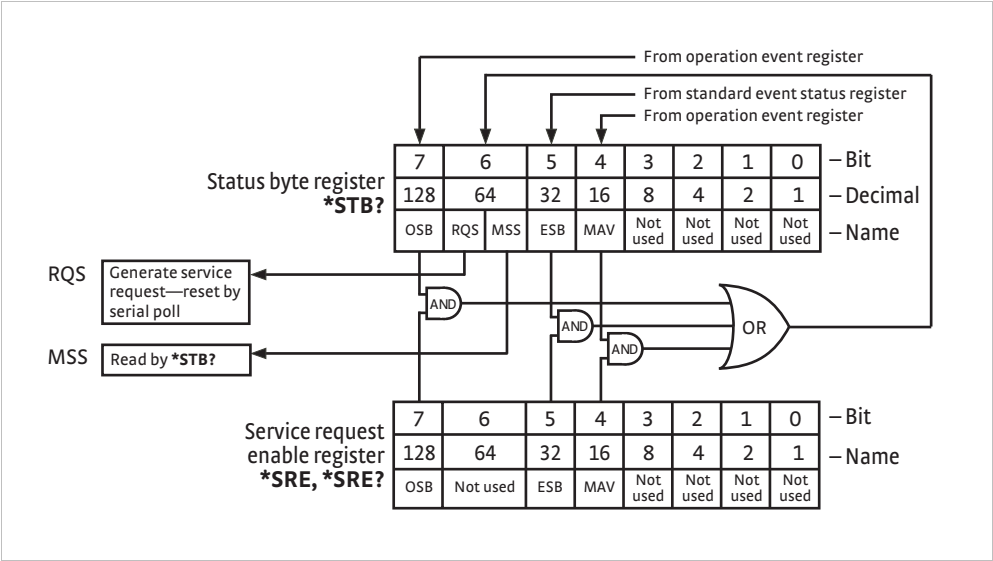 From operation event register
From standard event status register
From operation event register
7 6 5 4 3 2 1 0 – Bit
Status byte register
*STB?
128 64 32 16 8 4 2 1 – Decimal
OSB RQS MSS ESB MAV Not used Not used Not used Not used – Name
RQS
Generate service
request—reset by
serial poll
AND
AND
OR
AND
MSS
Read by *STB?
7 6 5 4 3 2 1 0 – Bit
Service request
enable register
*SRE, *SRE?
128 64 32 16 8 4 2 1 – Name
OSB Not used ESB MAV Not used Not used Not used Not used